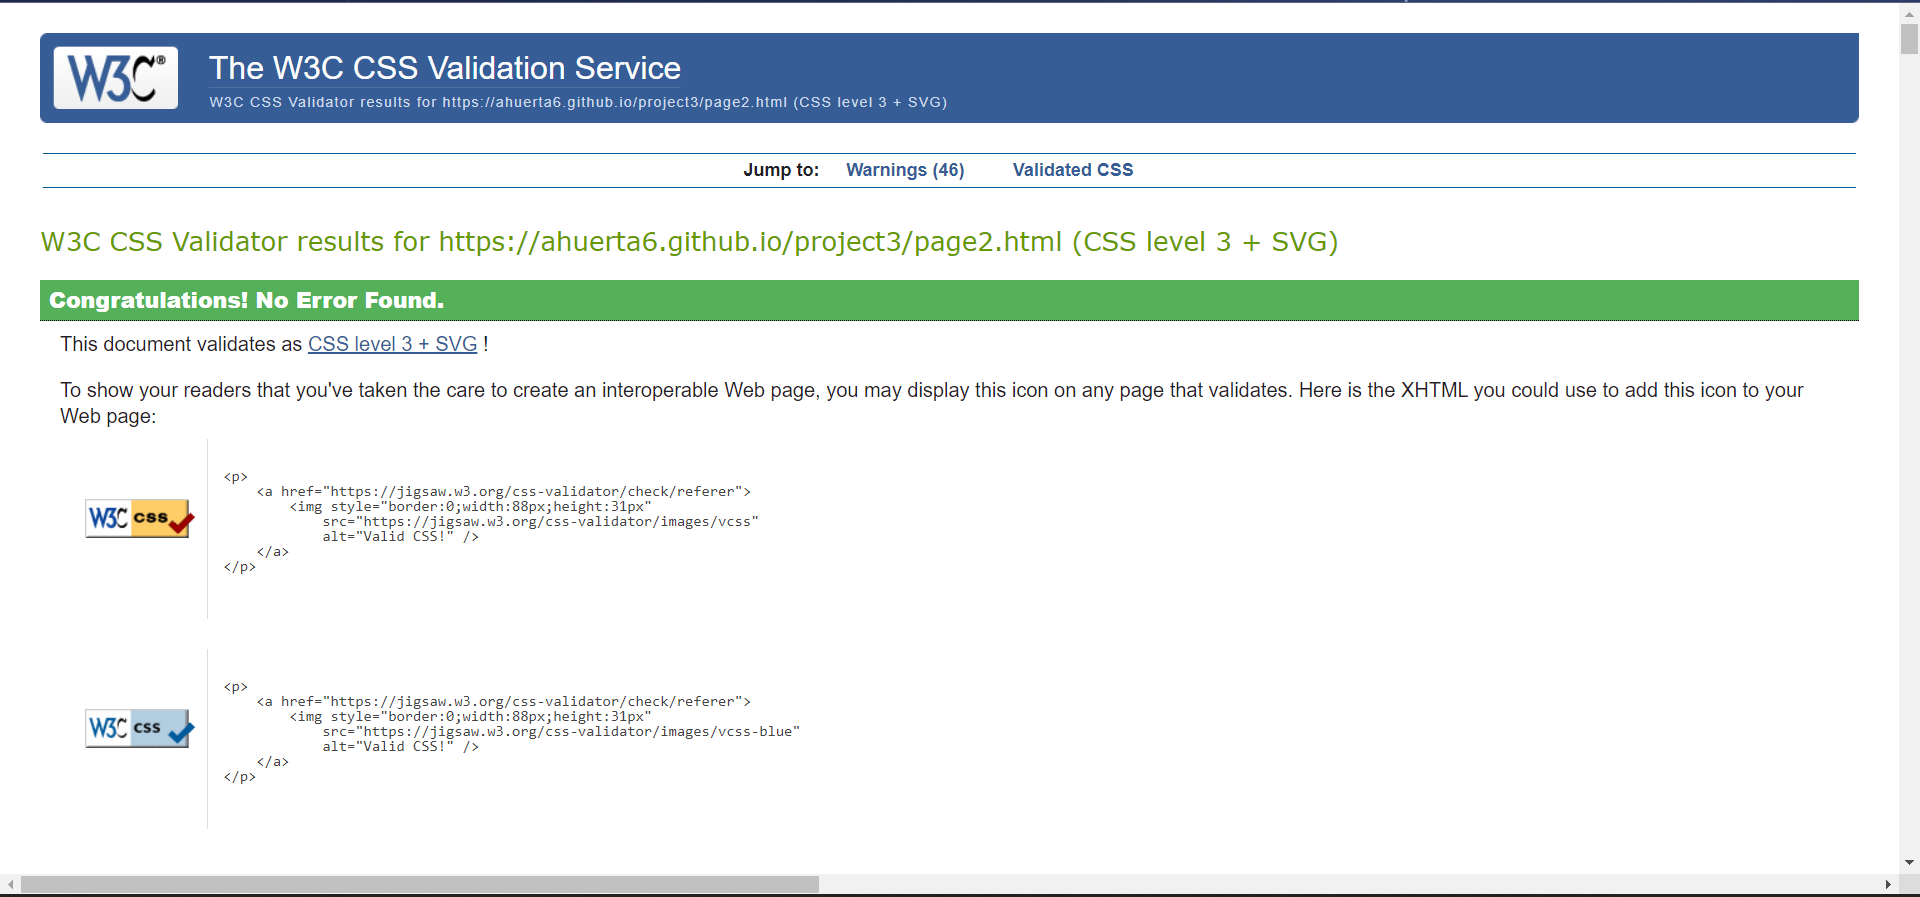 W3C®
The W3C CSS Validation Service
W3C CSS Validator results for https://ahuerta6.github.io/project3/page2.html (CSS level 3 + SVG)
Jump to: Warnings (46) Validated CSS
W3C CSS Validator results for https://ahuerta6.github.io/project3/page2.html (CSS level 3 + SVG)
Congratulations! No Error Found.
This document validates as CSS level 3 + SVG !
To show your readers that you've taken the care to create an interoperable Web page, you may display this icon on any page that validates. Here is the XHTML you could use to add this icon to your
Web page:
W3C css
<p>
    <a href="https://jigsaw.w3.org/css-validator/check/referer">
        <img style="border:0;width:88px;height:31px"
            src="https://jigsaw.w3.org/css-validator/images/vcss"
            alt="Valid CSS!" />
    </a>
</p>
W3C css
<p>
    <a href="https://jigsaw.w3.org/css-validator/check/referer">
        <img style="border:0;width:88px;height:31px"
            src="https://jigsaw.w3.org/css-validator/images/vcss-blue"
            alt="Valid CSS!" />
    </a>
</p>